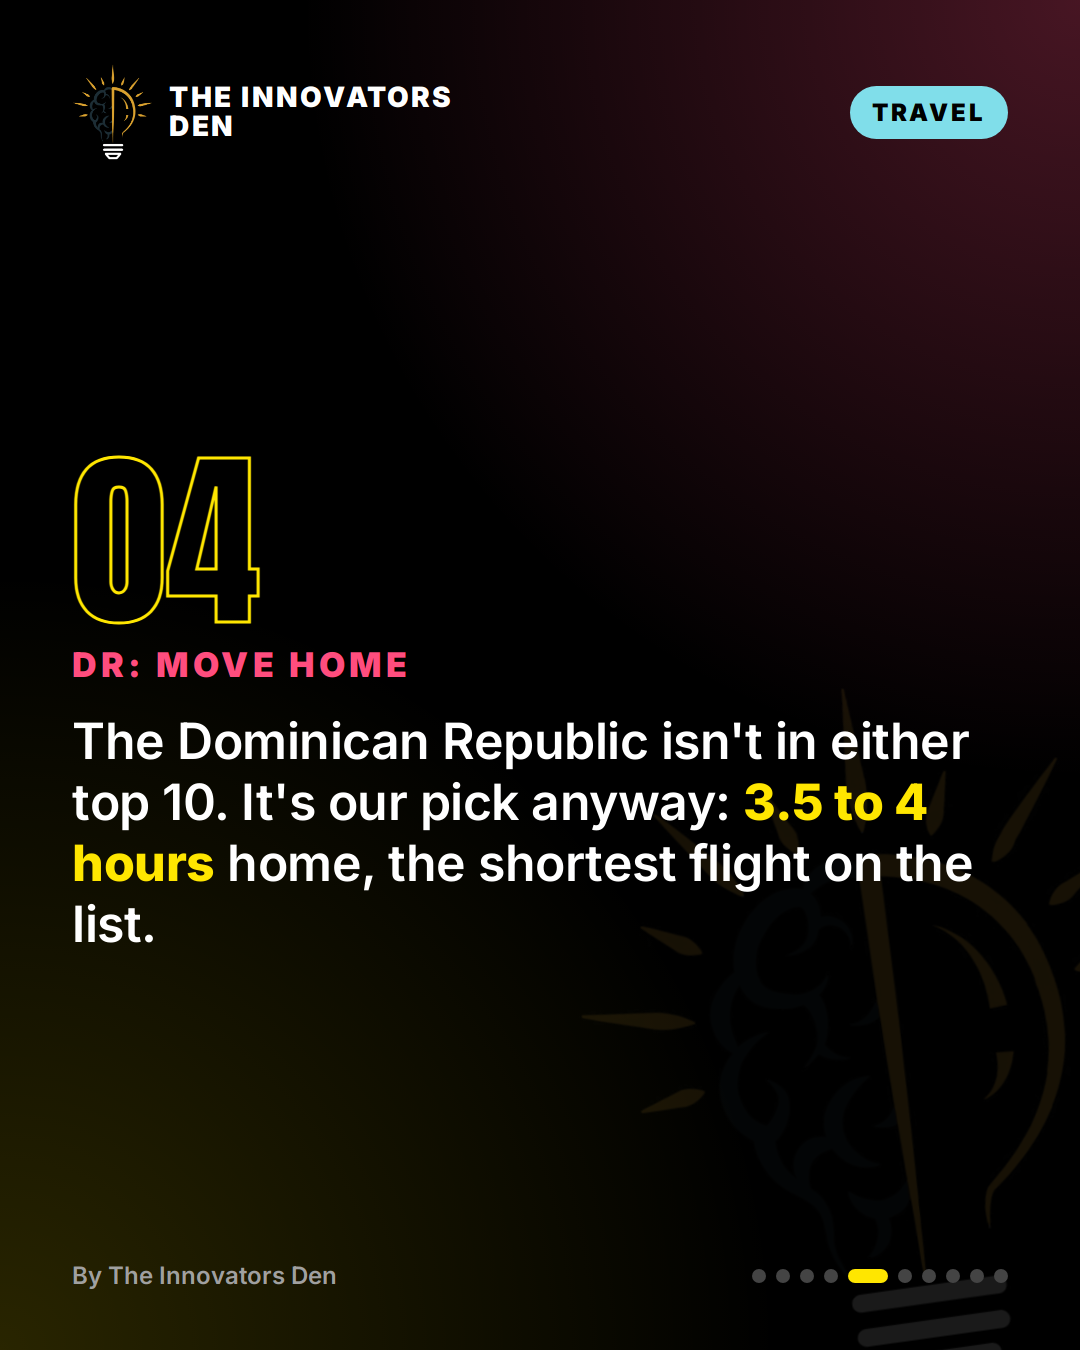 THE INNOVATORS
DEN
TRAVEL
04
DR: MOVE HOME
The Dominican Republic isn't in either
top 10. It's our pick anyway: 3.5 to 4
hours home, the shortest flight on the
list.
By The Innovators Den